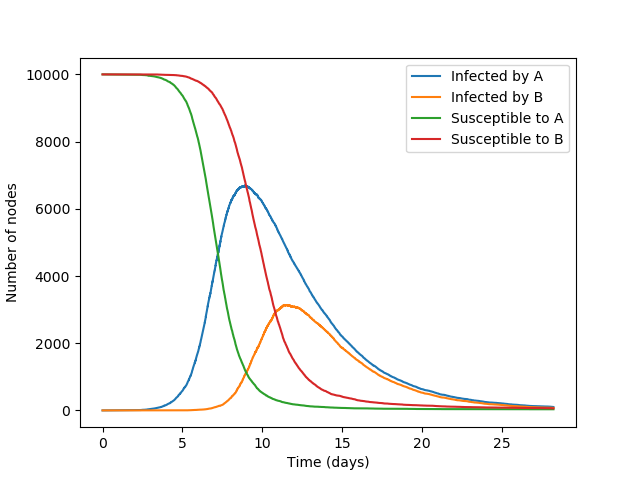 Infected by A
Infected by B
Susceptible to A
Susceptible to B
Number of nodes
10000
8000
6000
4000
2000
0
0 5 10 15 20 25
Time (days)